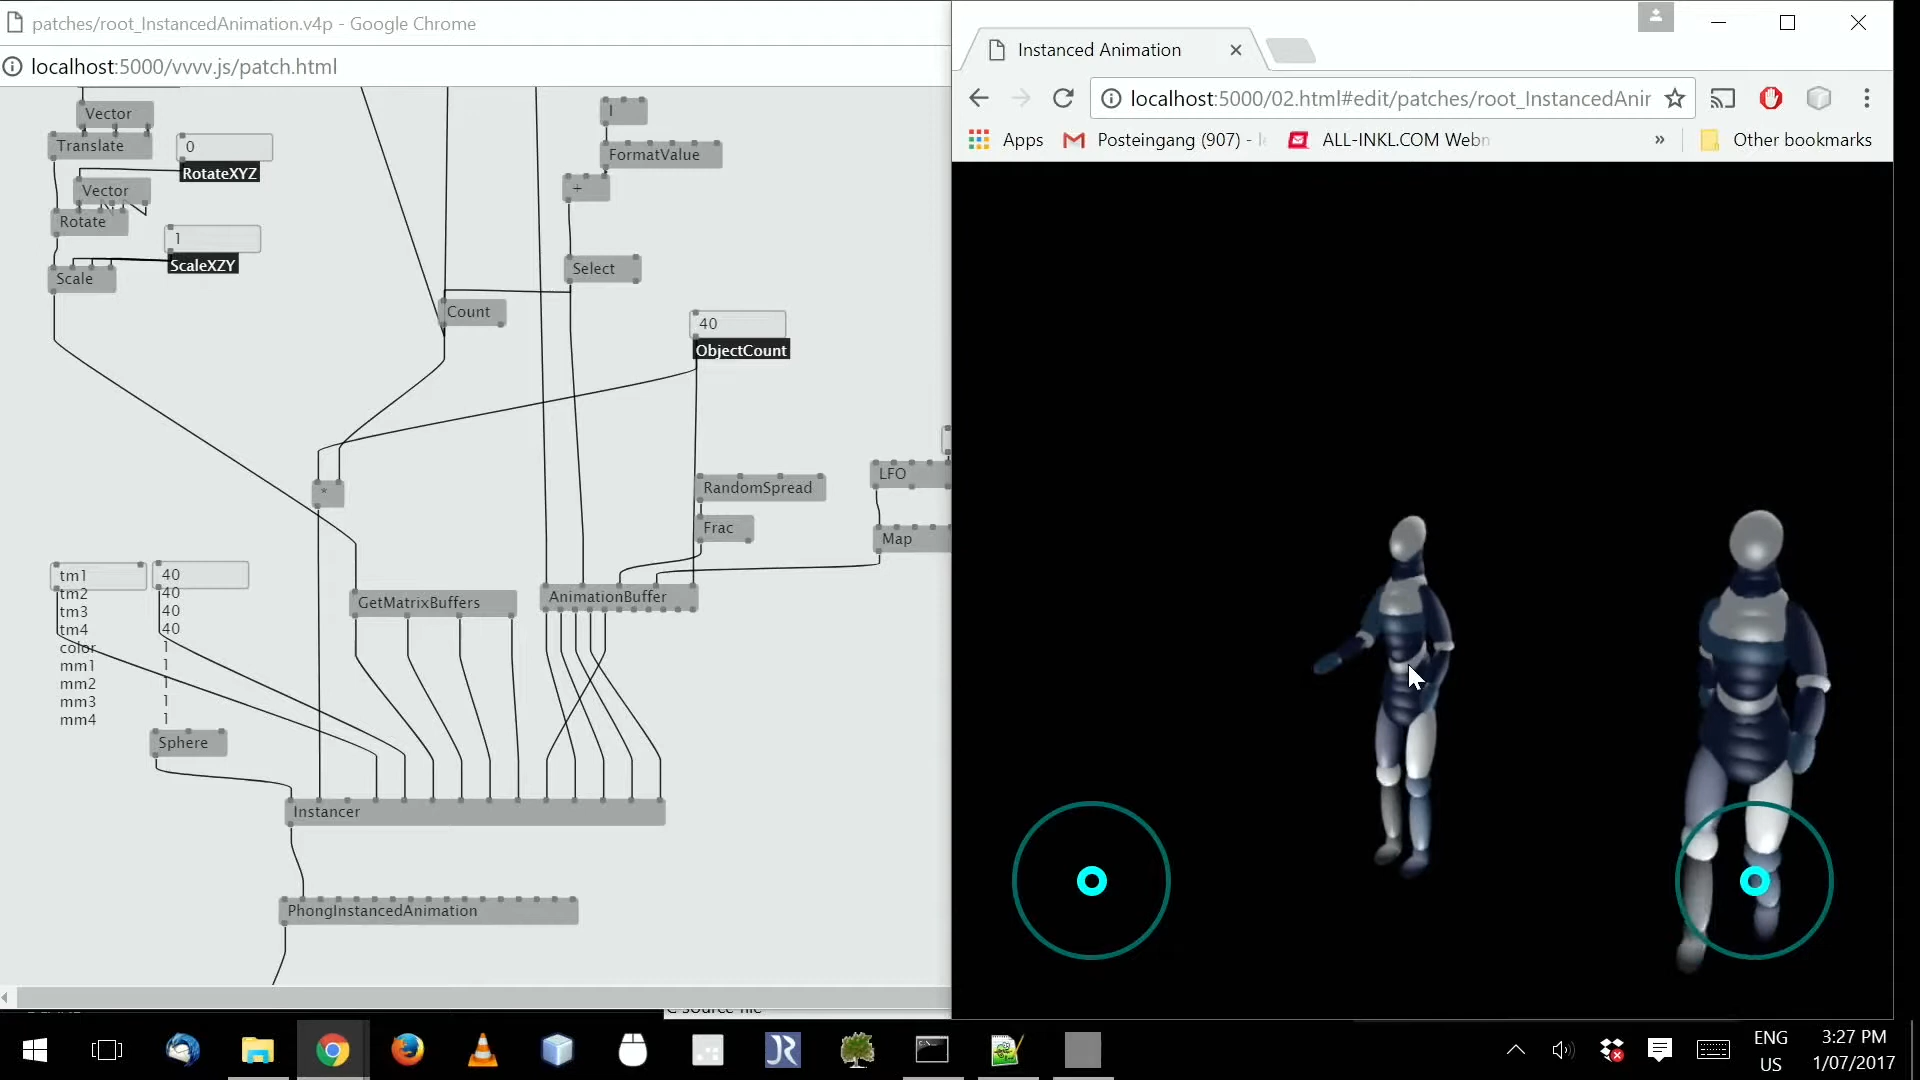 patches/root_InstancedAnimation.v4p - Google Chrome
localhost:5000/vvvv.js/patch.html
Vector
Translate
0
RotateXYZ
Vector
Rotate
1
ScaleXZY
Scale
I
FormatValue
+
Select
Count
40
ObjectCount
*
RandomSpread
LFO
Frac
Map
tm1
tm2
tm3
tm4
color
mm1
mm2
mm3
mm4
40
40
40
40
1
1
1
1
1
GetMatrixBuffers
AnimationBuffer
Sphere
Instancer
PhongInstancedAnimation
Instanced Animation
localhost:5000/02.html#edit/patches/root_InstancedAnir
Apps
Posteingang (907) -
ALL-INKL.COM Webn
»
Other bookmarks
C source file
ENG
US
3:27 PM
1/07/2017